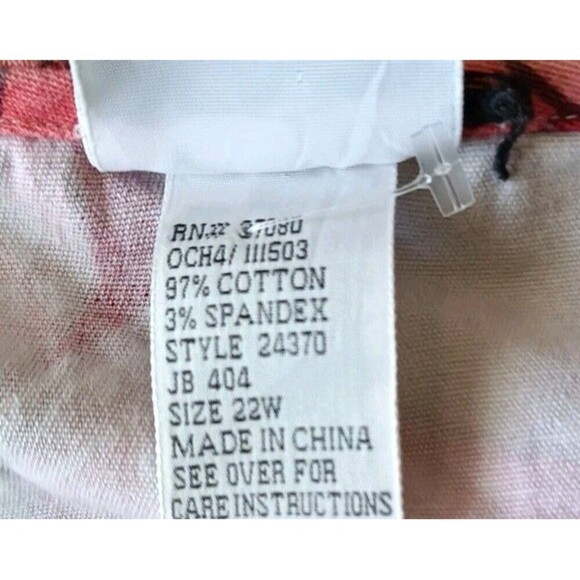 RN# 37080
OCH4/ 111503
97% COTTON
3% SPANDEX
STYLE 24370
JB 404
SIZE 22W
MADE IN CHINA
SEE OVER FOR
CARE INSTRUCTIONS